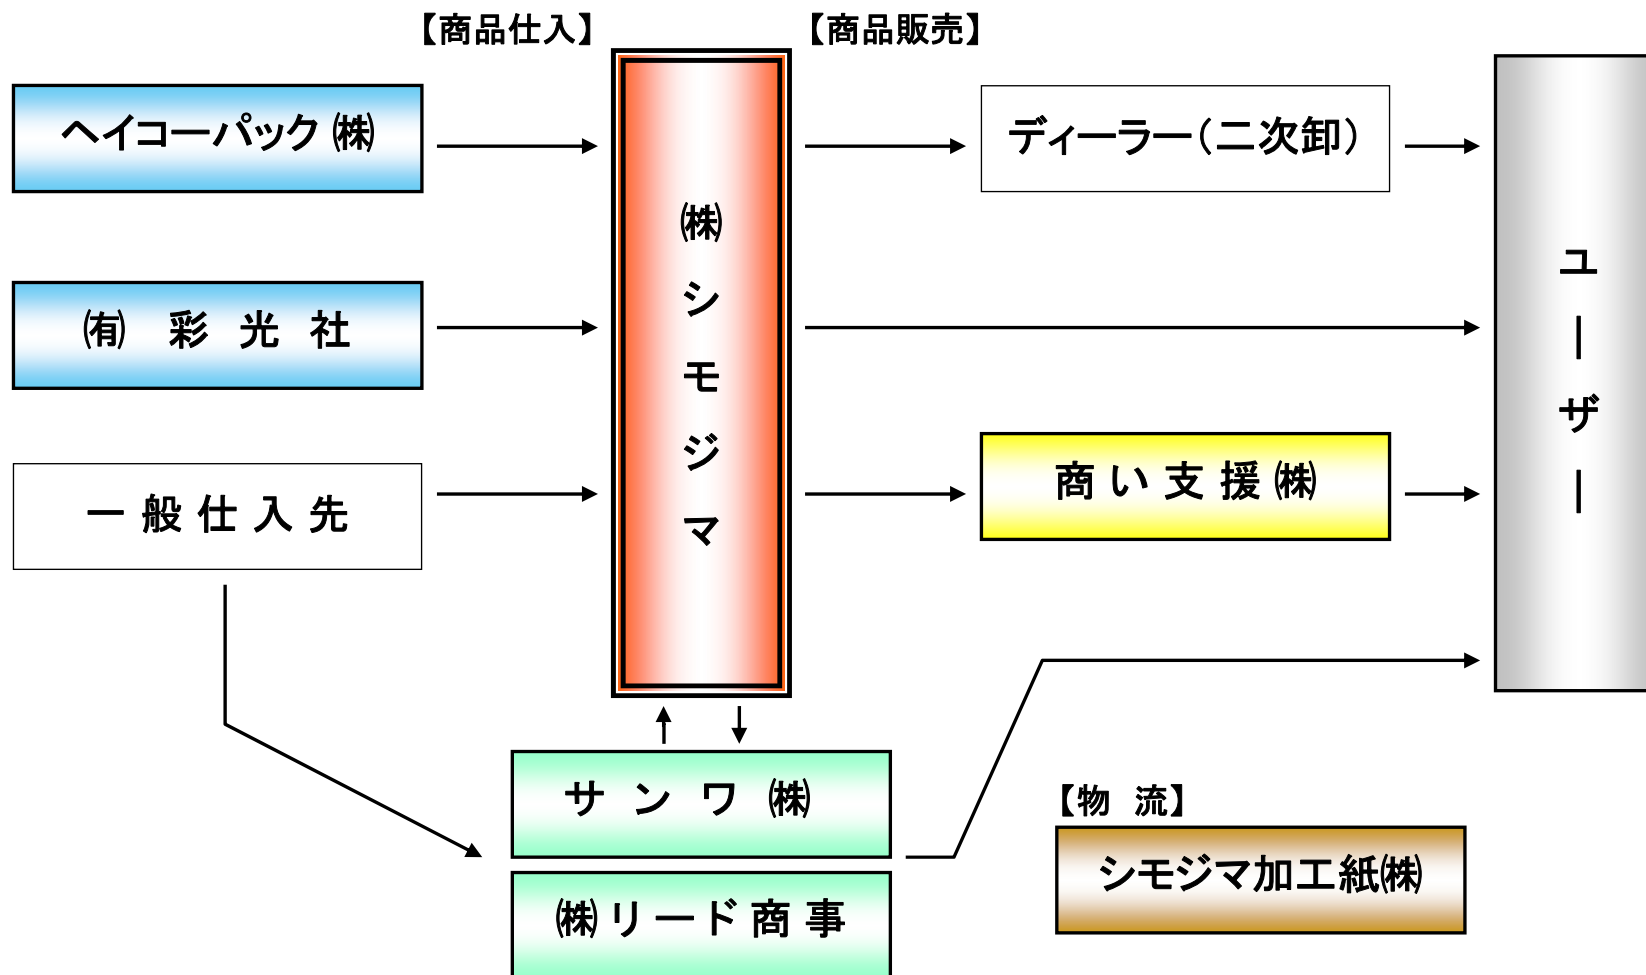 【商品仕入】
【商品販売】
ヘイコーパック㈱
㈲ 彩光社
一般仕入先
㈱シモジマ
ディーラー(二次卸)
商い支援㈱
ユーザー
サンワ㈱
㈱リード商事
【物 流】
シモジマ加工紙㈱